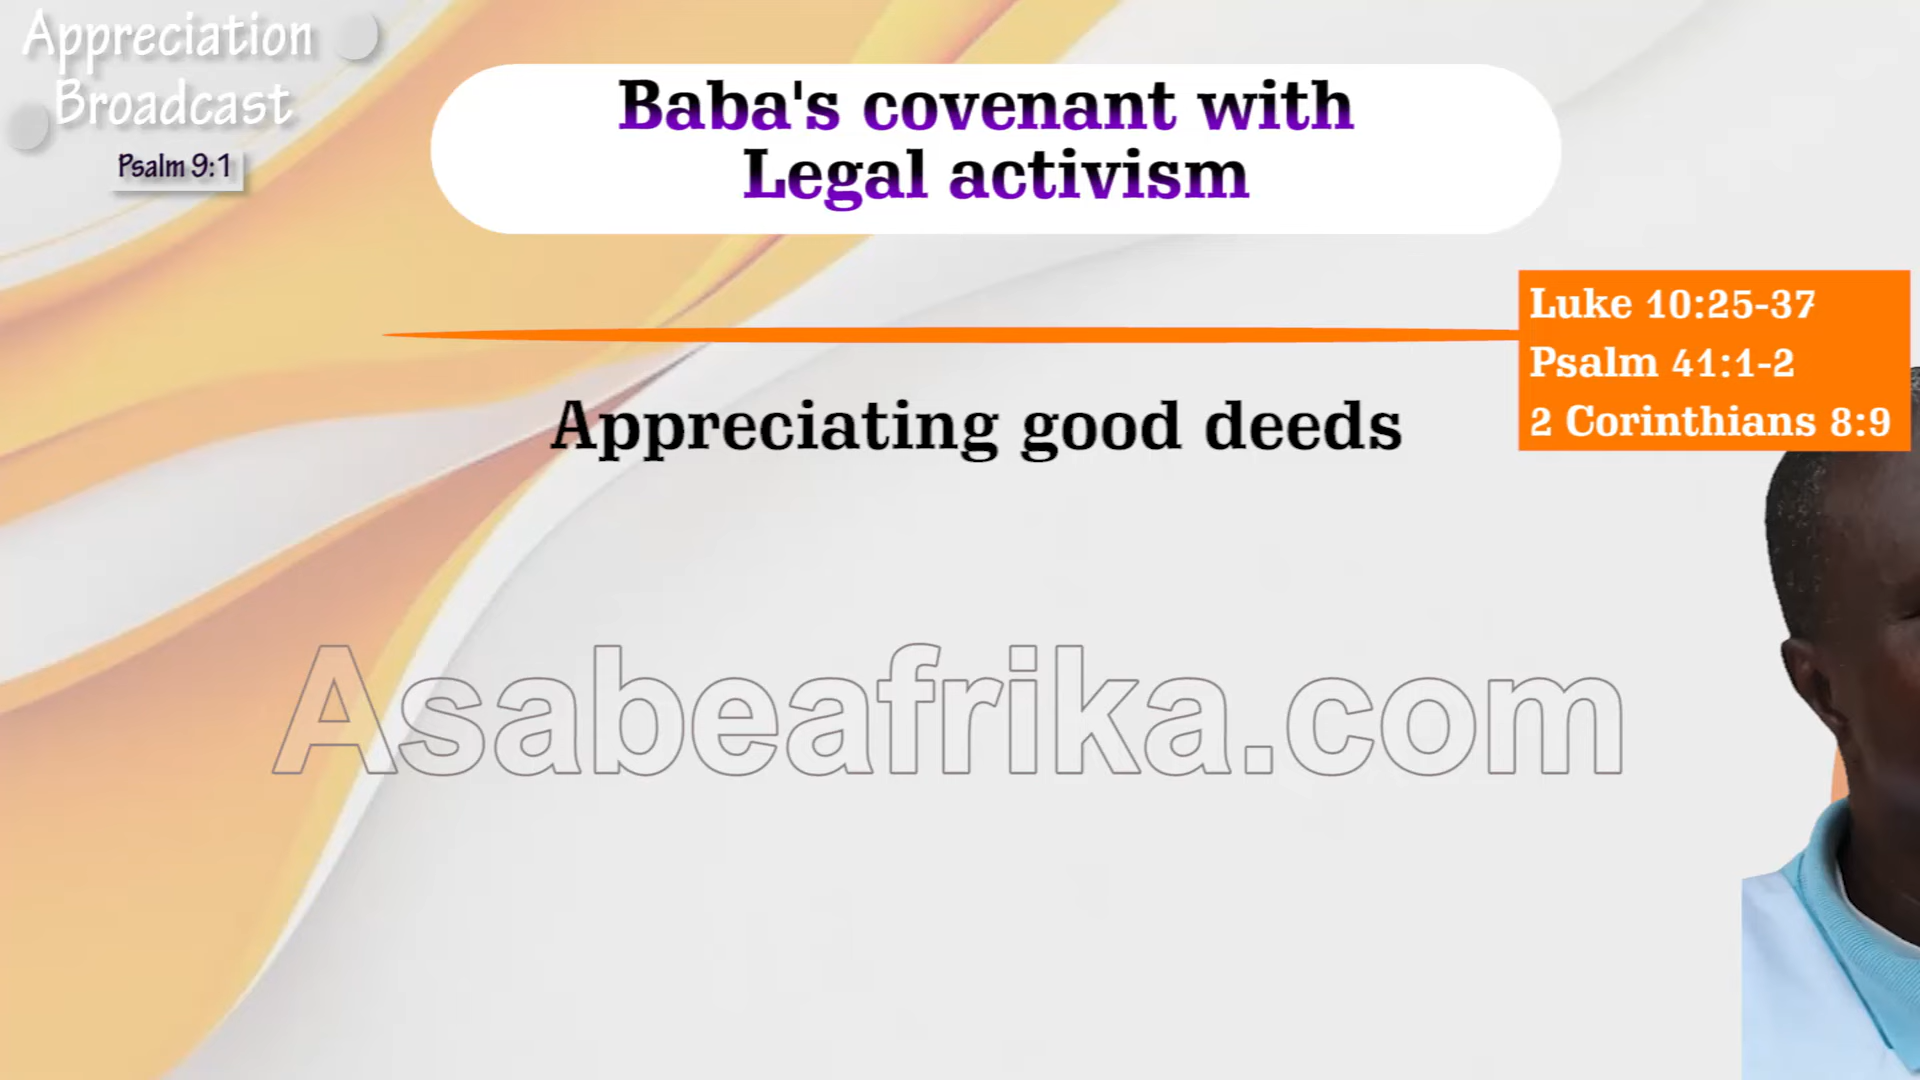 Appreciation
Broadcast
Psalm 9:1
Baba's covenant with
Legal activism
Luke 10:25-37
Psalm 41:1-2
2 Corinthians 8:9
Appreciating good deeds
Asabeafrika.com